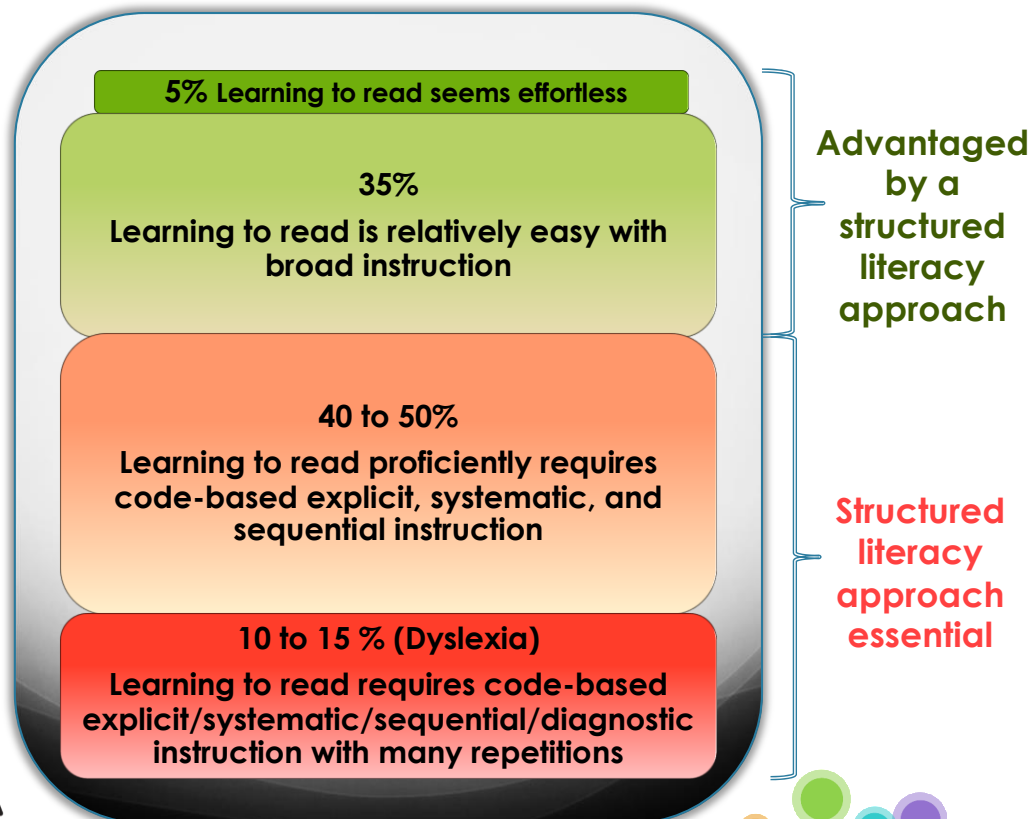 5% Learning to read seems effortless
35%
Learning to read is relatively easy with
broad instruction
40 to 50%
Learning to read proficiently requires
code-based explicit, systematic, and
sequential instruction
10 to 15 % (Dyslexia)
Learning to read requires code-based
explicit/systematic/sequential/diagnostic
instruction with many repetitions
Advantaged
by a
structured
literacy
approach
Structured
literacy
approach
essential